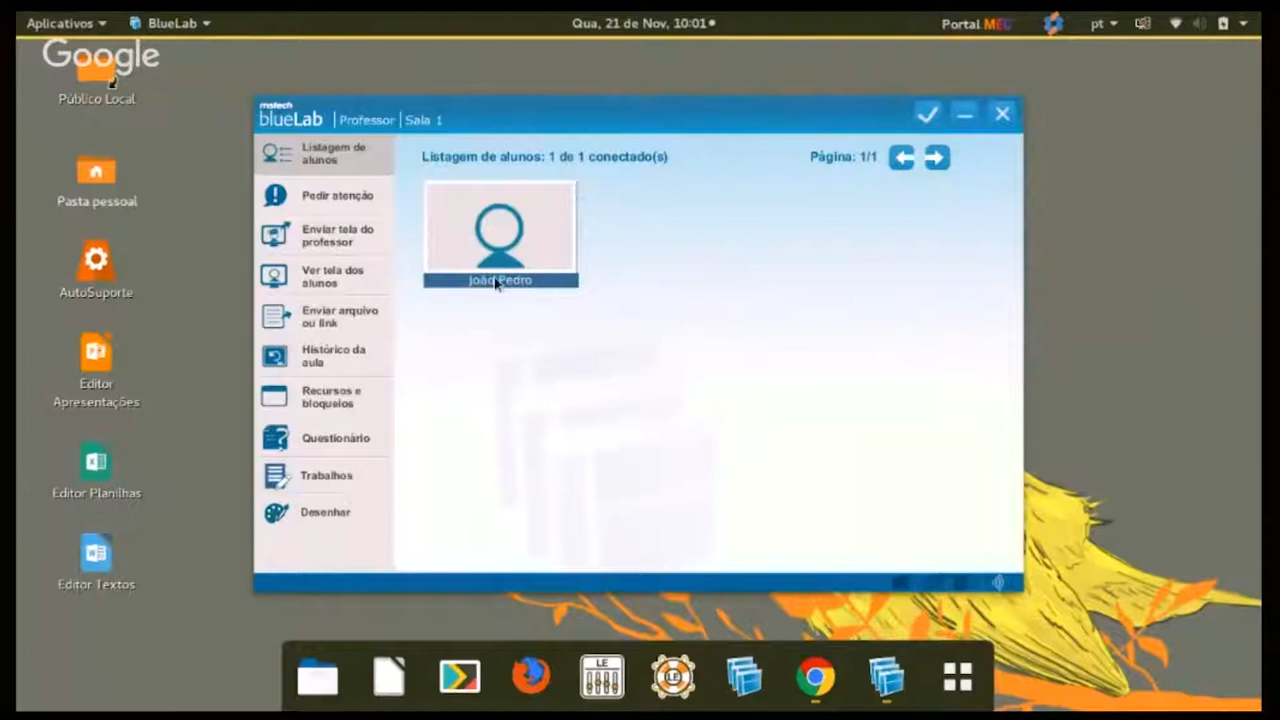 Aplicativos BlueLab Qua, 21 de Nov, 10:01 Portal MEC pt
Google
Público Local
Pasta pessoal
AutoSuporte
Editor
Apresentações
Editor Planilhas
Editor Textos
mstech
blueLab | Professor | Sala 1
Listagem de
alunos
Pedir atenção
Enviar tela do
professor
Ver tela dos
alunos
Enviar arquivo
ou link
Histórico da
aula
Recursos e
bloqueios
Questionário
Trabalhos
Desenhar
Listagem de alunos: 1 de 1 conectado(s) Página: 1/1
João Pedro
LE
LE